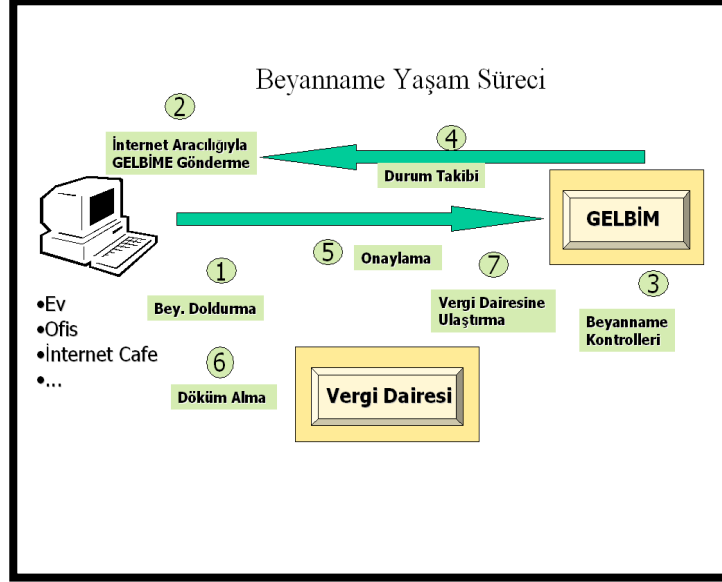 Beyanname Yaşam Süreci
2
İnternet Aracılığıyla
GELBİME Gönderme
4
Durum Takibi
GELBİM
5
Onaylama
1
Bey. Doldurma
7
Vergi Dairesine
Ulaştırma
3
Beyanname
Kontrolleri
•Ev
•Ofis
•İnternet Cafe
•...
6
Döküm Alma
Vergi Dairesi